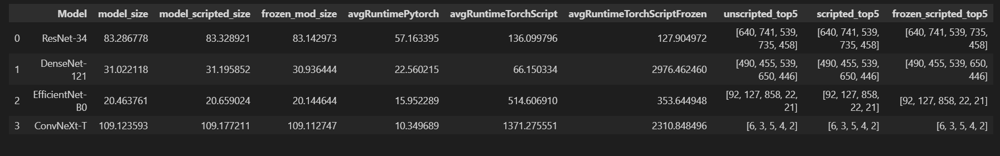 Model model_size model_scripted_size frozen_mod_size avgRuntimePytorch avgRuntimeTorchScript avgRuntimeTorchScriptFrozen unscripted_top5 scripted_top5 frozen_scripted_top5
0 ResNet-34 83.286778 83.328921 83.142973 57.163395 136.099796 127.904972 [640, 741, 539, 735, 458] [640, 741, 539, 735, 458] [640, 741, 539, 735, 458]
1 DenseNet-121 31.022118 31.195852 30.936444 22.560215 66.150334 2976.462460 [490, 455, 539, 650, 446] [490, 455, 539, 650, 446] [490, 455, 539, 650, 446]
2 EfficientNet-B0 20.463761 20.659024 20.144644 15.952289 514.606910 353.644948 [92, 127, 858, 22, 21] [92, 127, 858, 22, 21] [92, 127, 858, 22, 21]
3 ConvNeXt-T 109.123593 109.177211 109.112747 10.349689 1371.275551 2310.848496 [6, 3, 5, 4, 2] [6, 3, 5, 4, 2] [6, 3, 5, 4, 2]